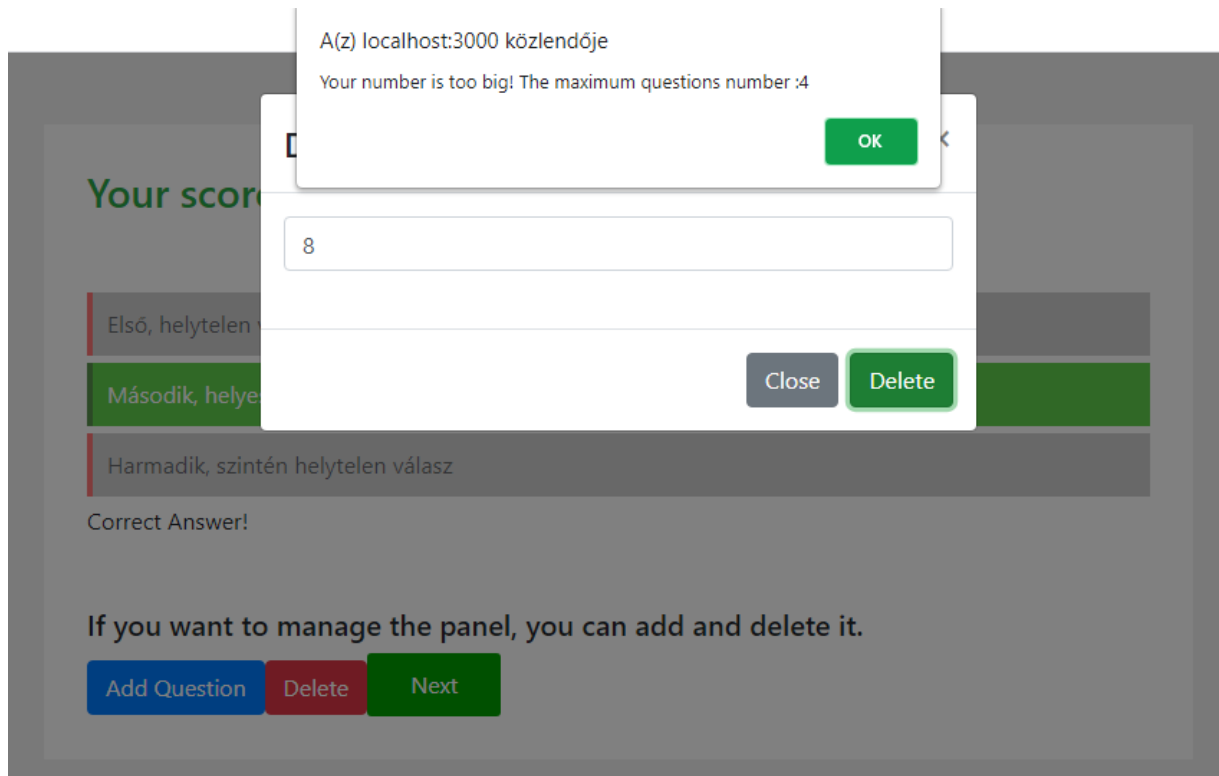 A(z) localhost:3000 közlendője
Your number is too big! The maximum questions number :4
OK
Your
8
Első, helytelen
Második,
Harmadik, szintén helytelen válasz
Correct Answer!
Close
Delete
If you want to manage the panel, you can add and delete it.
Add Question
Delete
Next